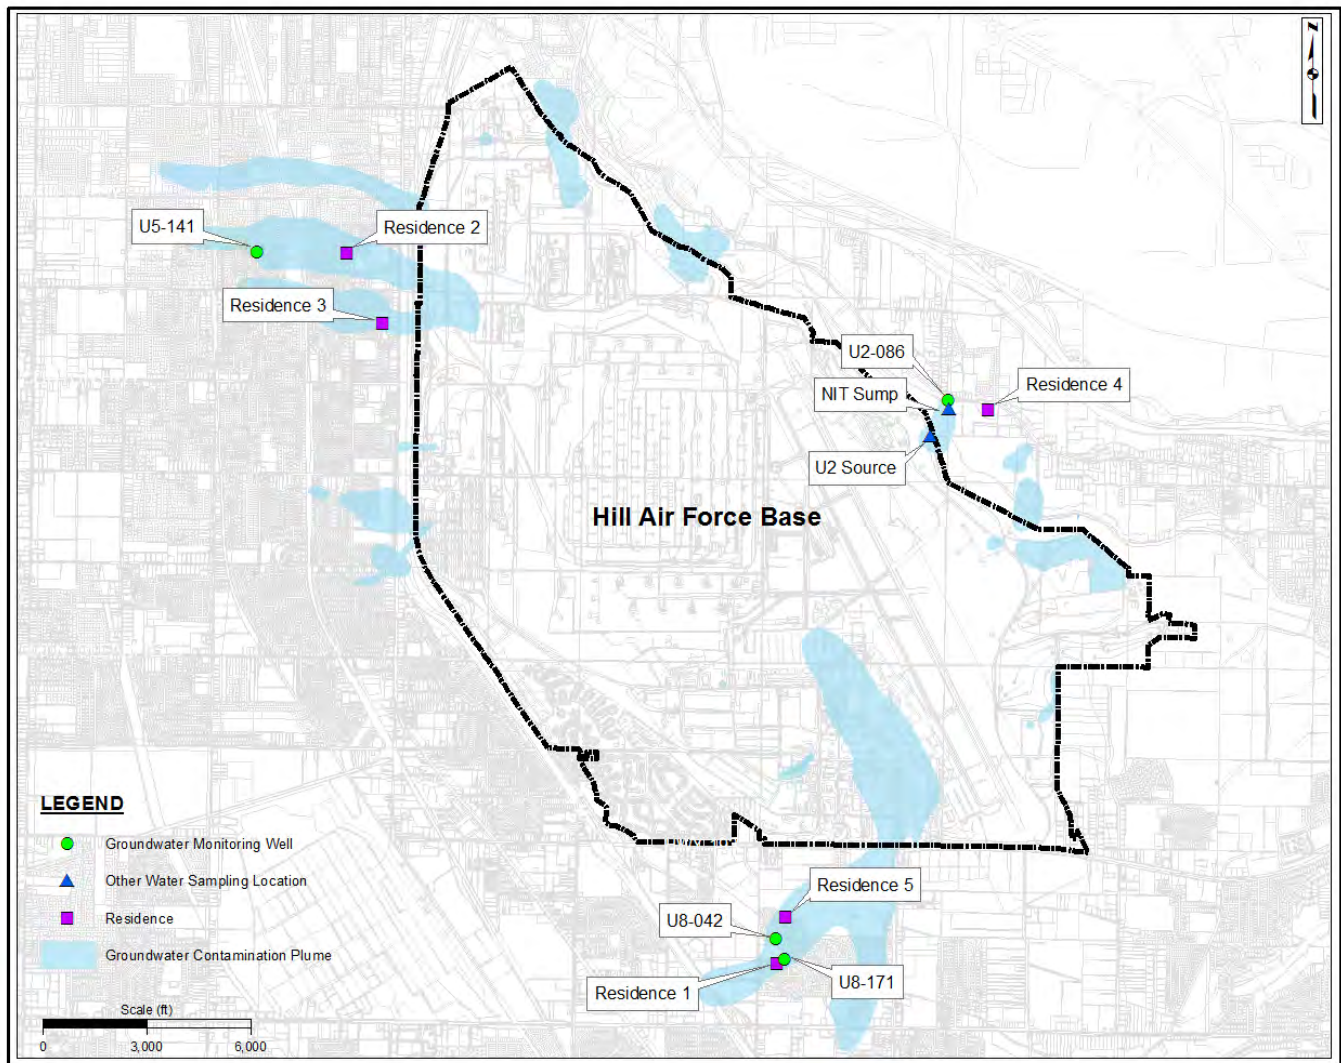 N
U5-141
Residence 2
Residence 3
U2-086
NIT Sump
Residence 4
U2 Source
Hill Air Force Base
LEGEND
Groundwater Monitoring Well
Other Water Sampling Location
Residence
Groundwater Contamination Plume
Scale (ft)
0 3,000 6,000
Residence 5
U8-042
U8-171
Residence 1